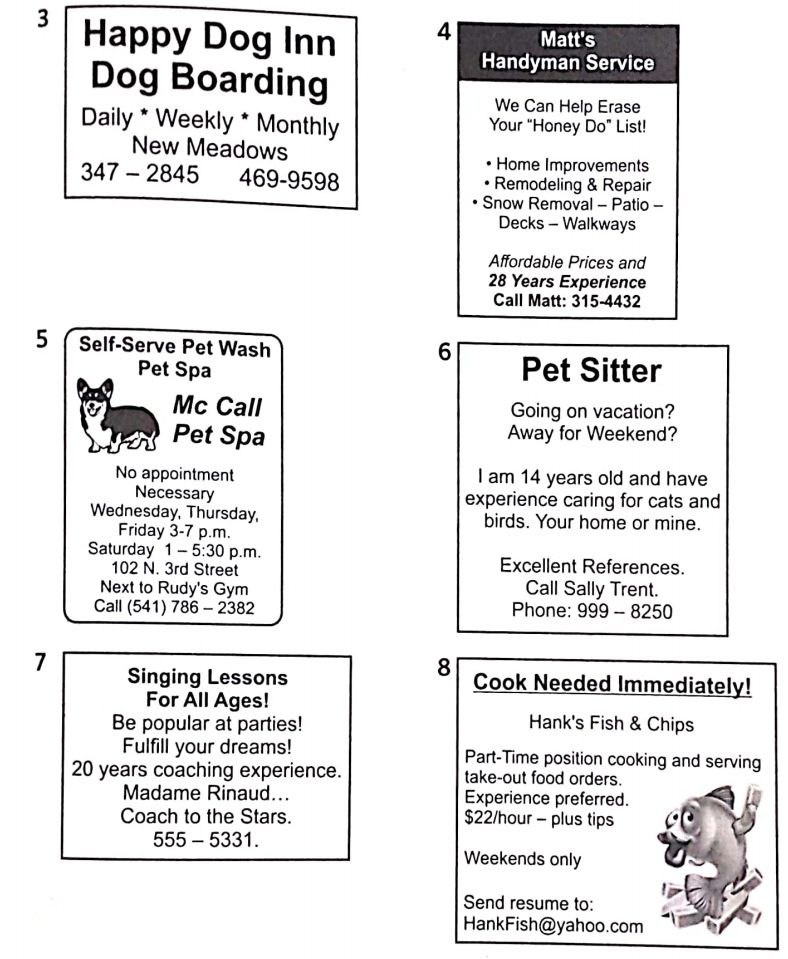 3
Happy Dog Inn
Dog Boarding
Daily * Weekly * Monthly
New Meadows
347 – 2845 469-9598
4
Matt's
Handyman Service
We Can Help Erase
Your "Honey Do" List!
• Home Improvements
• Remodeling & Repair
• Snow Removal – Patio –
Decks – Walkways
Affordable Prices and
28 Years Experience
Call Matt: 315-4432
5
Self-Serve Pet Wash
Pet Spa
Mc Call
Pet Spa
No appointment
Necessary
Wednesday, Thursday,
Friday 3-7 p.m.
Saturday 1 – 5:30 p.m.
102 N. 3rd Street
Next to Rudy's Gym
Call (541) 786 – 2382
6
Pet Sitter
Going on vacation?
Away for Weekend?
I am 14 years old and have
experience caring for cats and
birds. Your home or mine.
Excellent References.
Call Sally Trent.
Phone: 999 – 8250
7
Singing Lessons
For All Ages!
Be popular at parties!
Fulfill your dreams!
20 years coaching experience.
Madame Rinaud...
Coach to the Stars.
555 – 5331.
8
Cook Needed Immediately!
Hank's Fish & Chips
Part-Time position cooking and serving
take-out food orders.
Experience preferred.
$22/hour – plus tips
Weekends only
Send resume to:
HankFish@yahoo.com